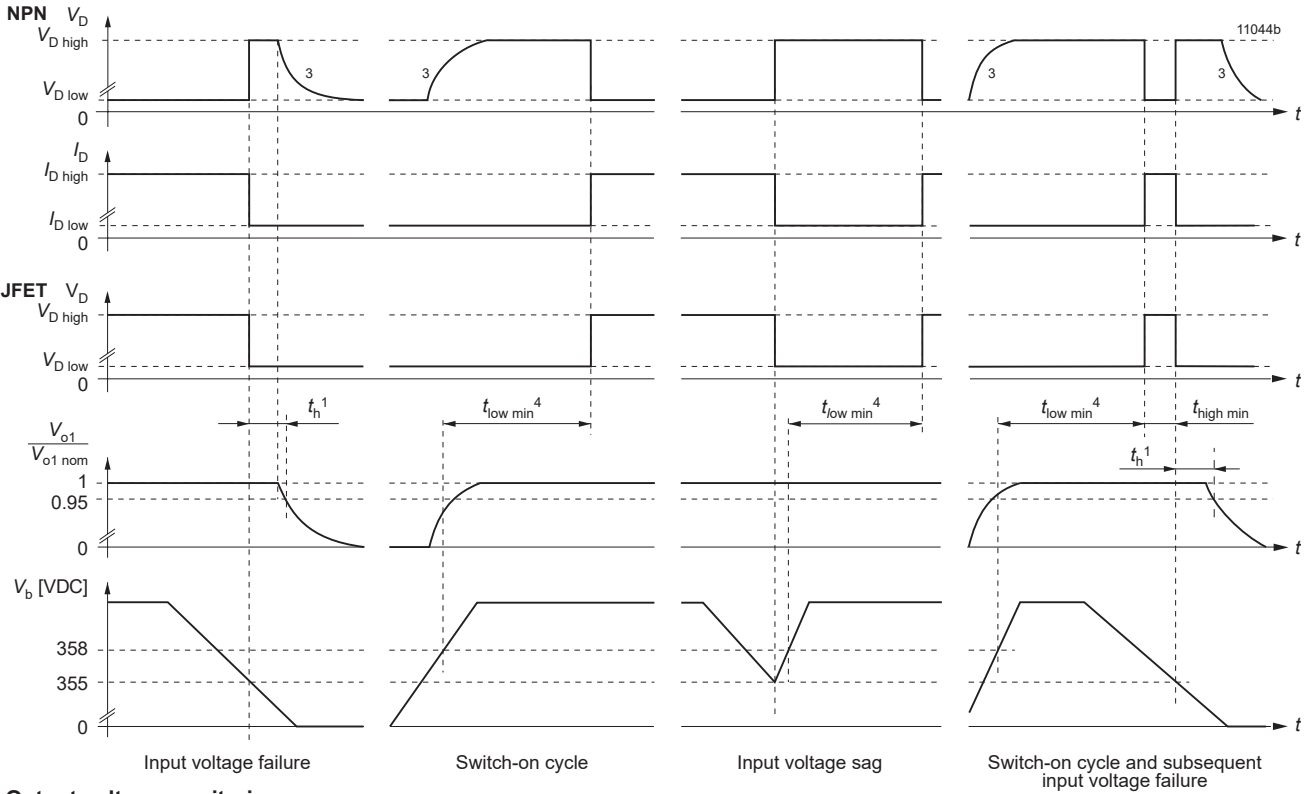 NPN V_D
V_D high
11044b
3
3
3
3
V_D low
0
t
I_D
I_D high
I_D low
0
t
JFET V_D
V_D high
V_D low
0
t
t_h^1
t_low min^4
t_low min^4
t_low min^4
t_high min
V_o1
V_o1 nom
t_h^1
1
0.95
0
t
V_b [VDC]
358
355
0
t
Input voltage failure
Switch-on cycle
Input voltage sag
Switch-on cycle and subsequent
input voltage failure